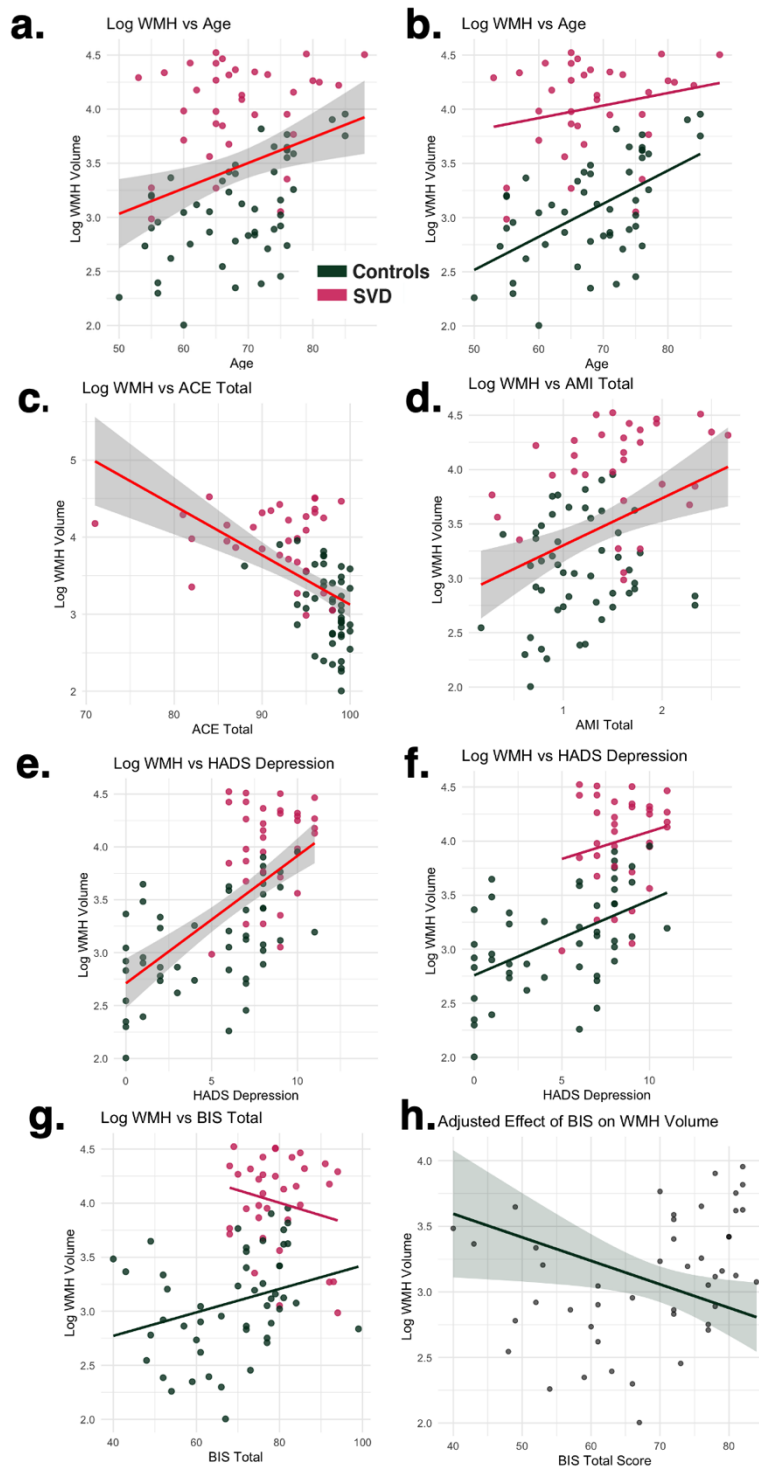 a.
Log WMH vs Age
4.5
4.0
3.5
3.0
2.5
2.0
Log WMH Volume
50 60 70 80
Age
Controls
SVD
b.
Log WMH vs Age
4.5
4.0
3.5
3.0
2.5
2.0
Log WMH Volume
50 60 70 80
Age
c.
Log WMH vs ACE Total
5
4
3
2
Log WMH Volume
70 80 90 100
ACE Total
d.
Log WMH vs AMI Total
4.5
4.0
3.5
3.0
2.5
2.0
Log WMH Volume
1 2
AMI Total
e.
Log WMH vs HADS Depression
4.5
4.0
3.5
3.0
2.5
2.0
Log WMH Volume
0 5 10
HADS Depression
f.
Log WMH vs HADS Depression
4.5
4.0
3.5
3.0
2.5
2.0
Log WMH Volume
0 5 10
HADS Depression
g.
Log WMH vs BIS Total
4.5
4.0
3.5
3.0
2.5
2.0
Log WMH Volume
40 60 80 100
BIS Total
h.
Adjusted Effect of BIS on WMH Volume
4.0
3.5
3.0
2.5
2.0
Log WMH Volume
40 50 60 70 80
BIS Total Score